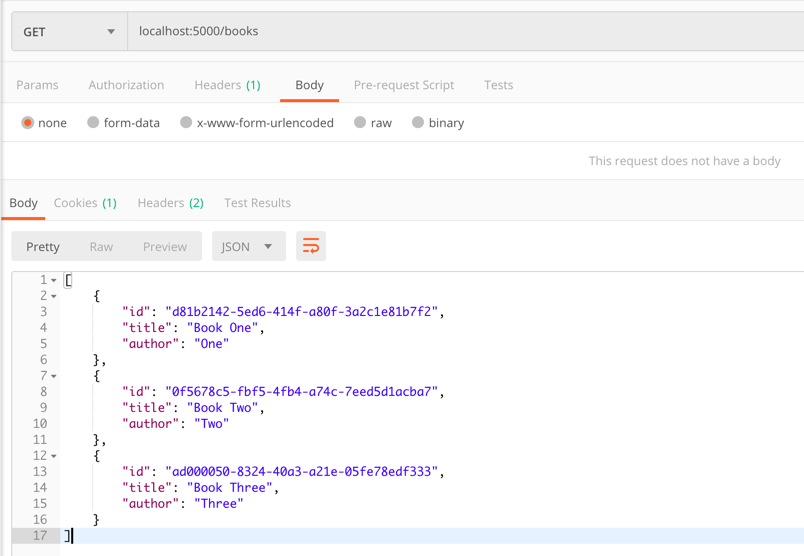 GET localhost:5000/books
Params Authorization Headers (1) Body Pre-request Script Tests
none form-data x-www-form-urlencoded raw binary
This request does not have a body
Body Cookies (1) Headers (2) Test Results
Pretty Raw Preview JSON
1 [
2 {
3 "id": "d81b2142-5ed6-414f-a80f-3a2c1e81b7f2",
4 "title": "Book One",
5 "author": "One"
6 },
7 {
8 "id": "0f5678c5-fbf5-4fb4-a74c-7eed5d1acba7",
9 "title": "Book Two",
10 "author": "Two"
11 },
12 {
13 "id": "ad000050-8324-40a3-a21e-05fe78edf333",
14 "title": "Book Three",
15 "author": "Three"
16 }
17 ]